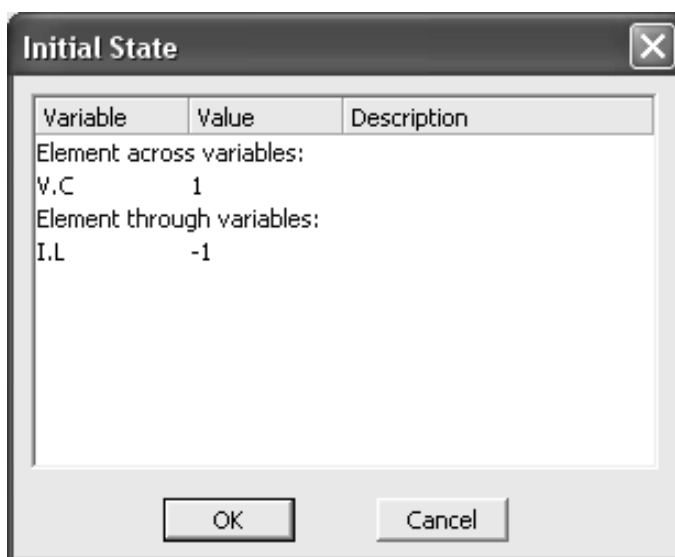 Initial State
Variable Value Description
Element across variables:
V.C 1
Element through variables:
I.L -1
OK Cancel